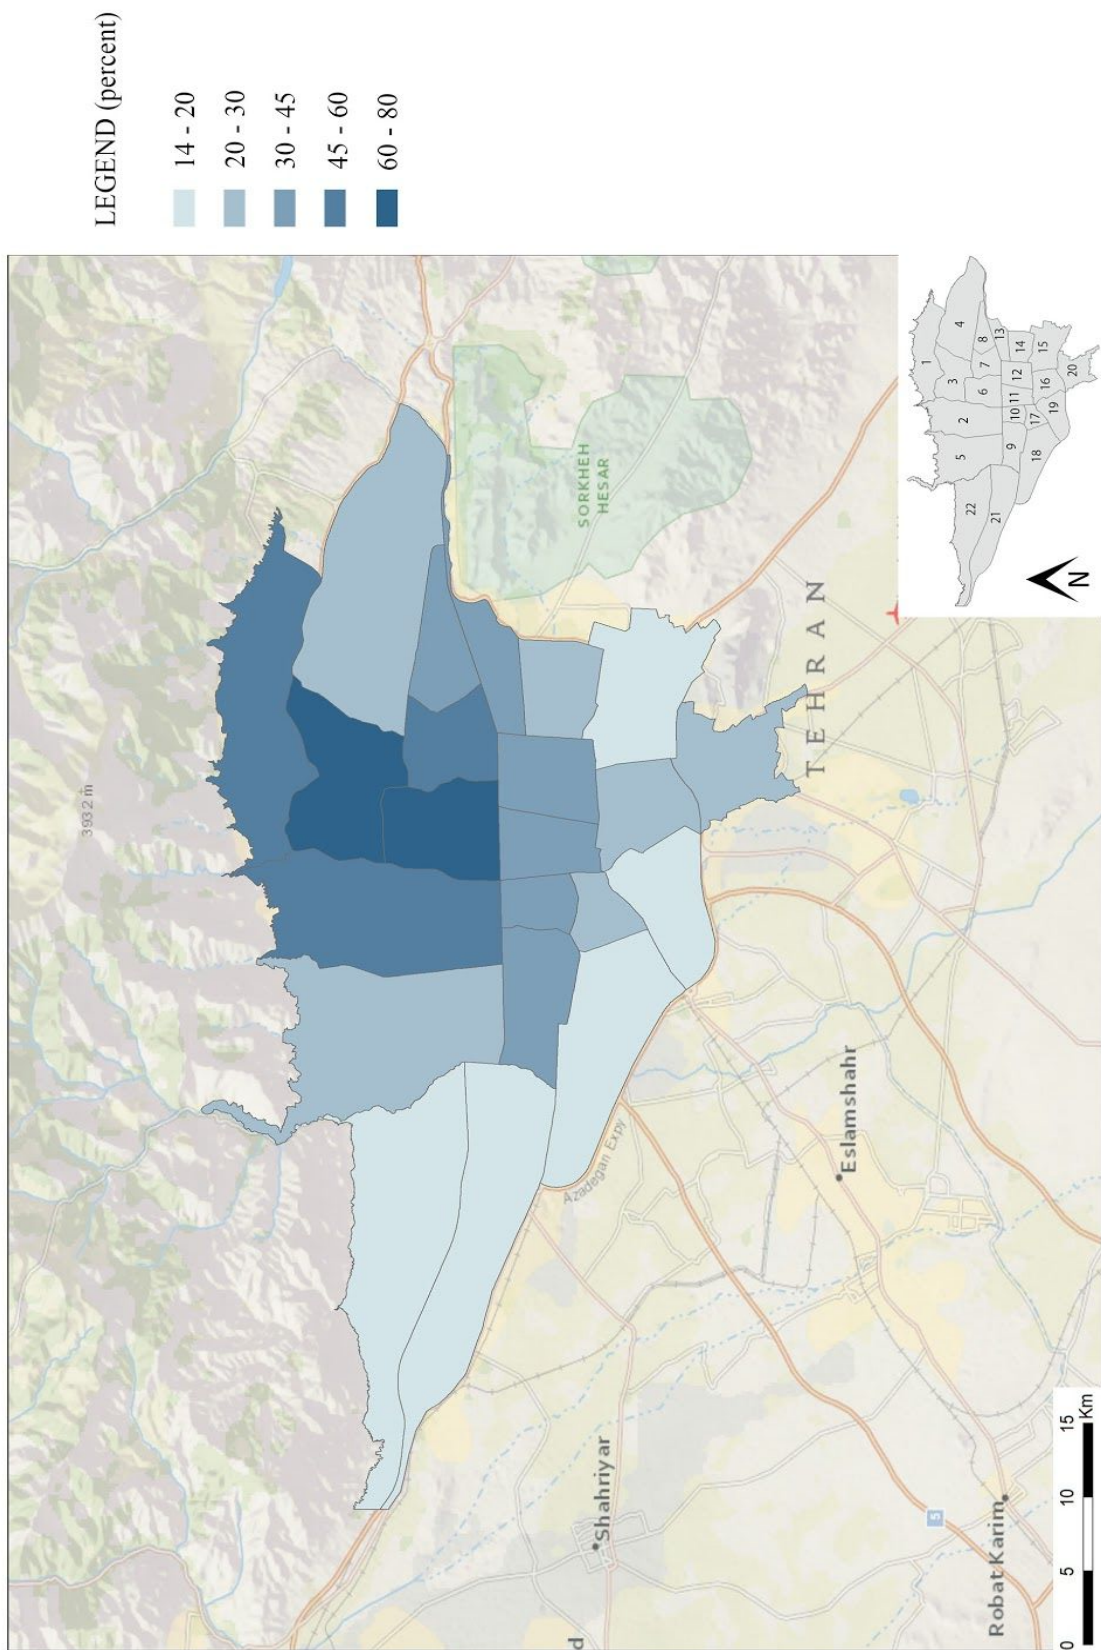 LEGEND (percent)
14 - 20
20 - 30
30 - 45
45 - 60
60 - 80
3932 m
SORKHEH
HESAR
TEHRAN
Azadegan Expy
Eslamshahr
Shahriyar
Robat Karim
5
d
0 5 10 15
Km
N
1
2
3
4
5
6
7
8
9
10
11
12
13
14
15
16
17
18
19
20
21
22